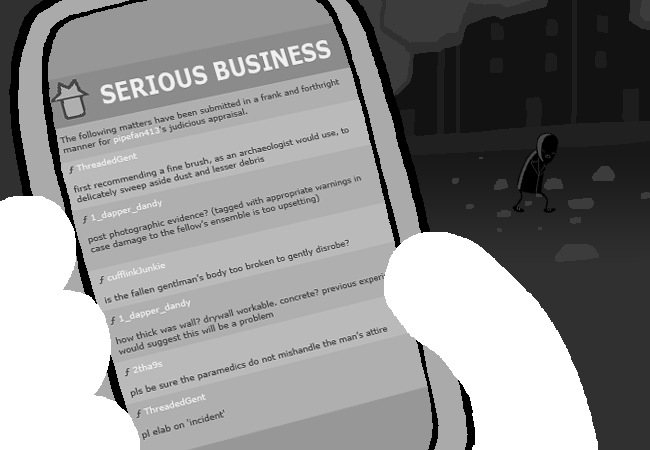 SERIOUS BUSINESS
The following matters have been submitted in a frank and forthright
manner for pipefan413's judicious appraisal.
ƒ ThreadedGent
first recommending a fine brush, as an archaeologist would use, to
delicately sweep aside dust and lesser debris
ƒ 1_dapper_dandy
post photographic evidence? (tagged with appropriate warnings in
case damage to the fellow's ensemble is too upsetting)
ƒ cufflinkJunkie
is the fallen gentlman's body too broken to gently disrobe?
ƒ 1_dapper_dandy
how thick was wall? drywall workable, concrete? previous
would suggest this will be a problem
ƒ 2tha9s
pls be sure the paramedics do not mishandle the man's attire
ƒ ThreadedGent
pl elab on 'incident'